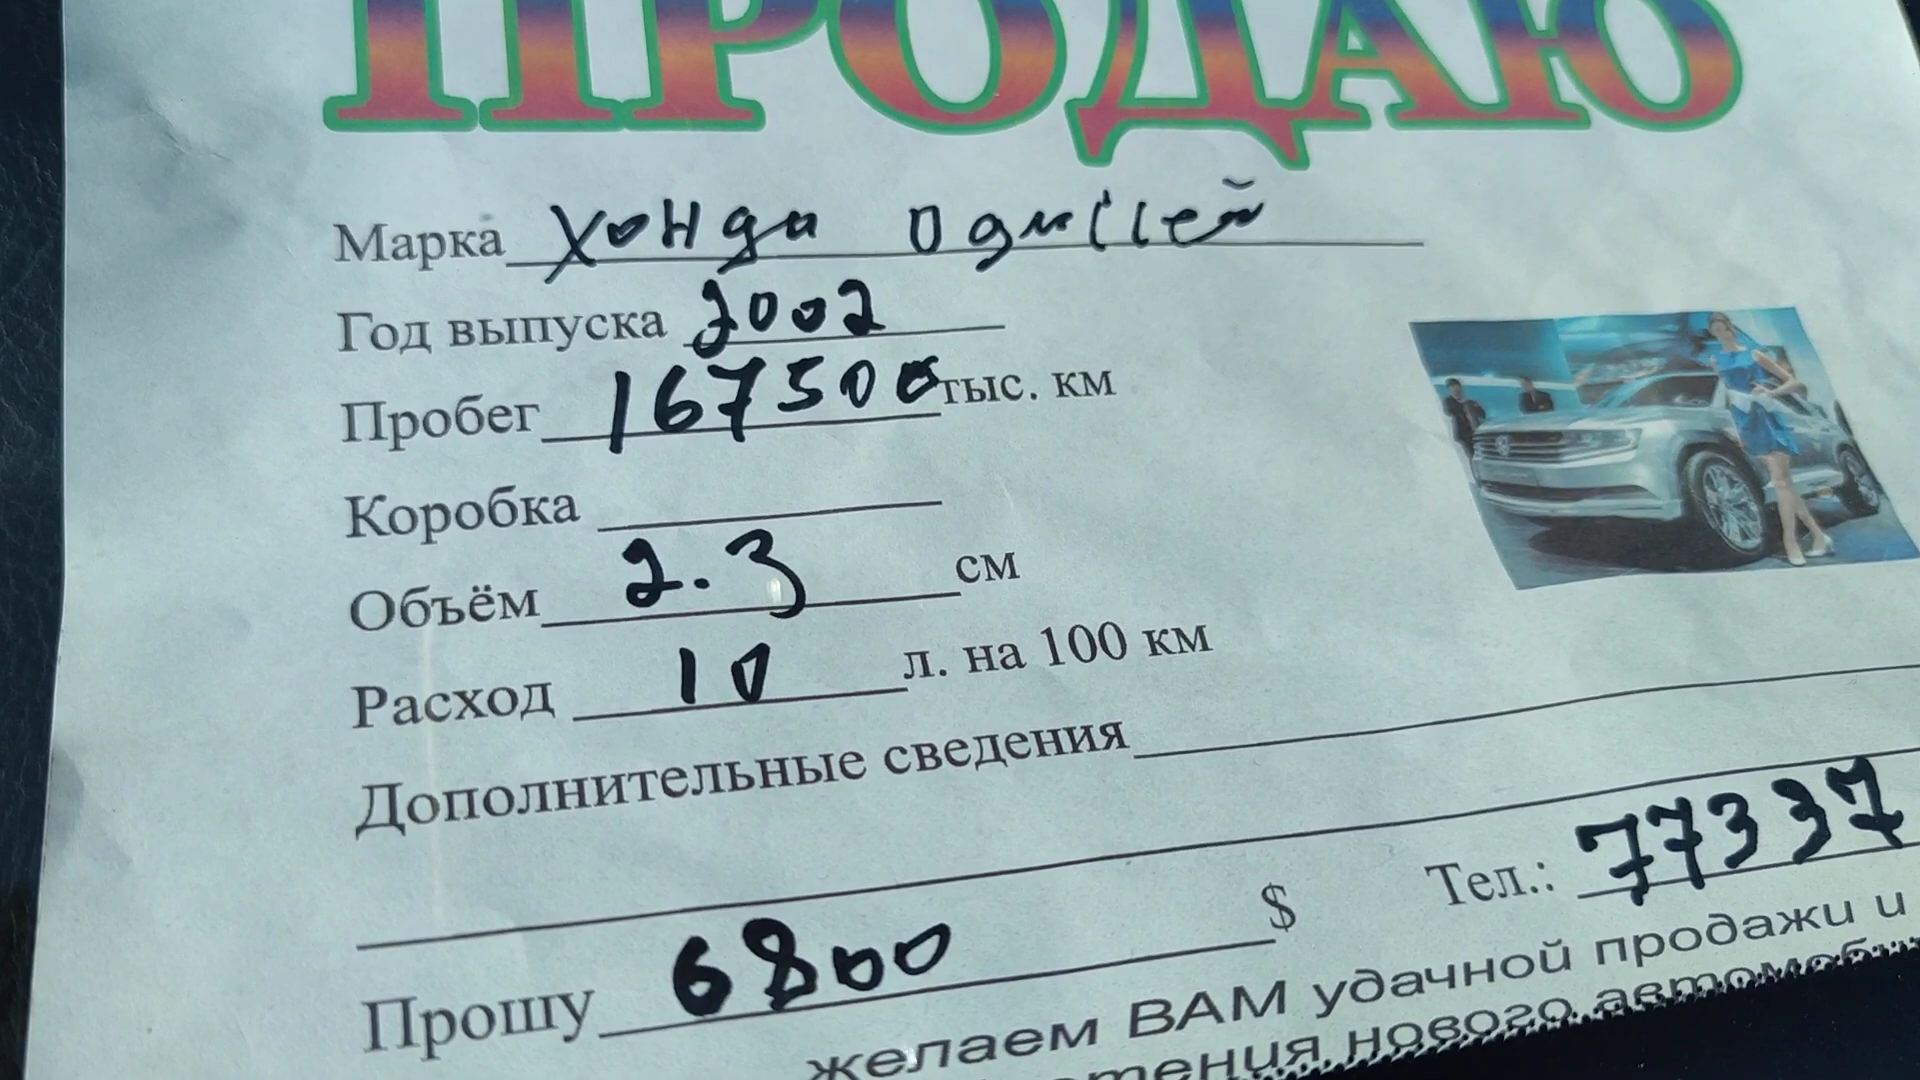 ПРОДАЮ
Марка Хонда Одиссей
Год выпуска 2002
Пробег 167500 тыс. км
Коробка
Объём 2.3 см
Расход 10 л. на 100 км
Дополнительные сведения
Тел.: 77337
Прошу 6800 $
желаем ВАМ удачной продажи и
нового